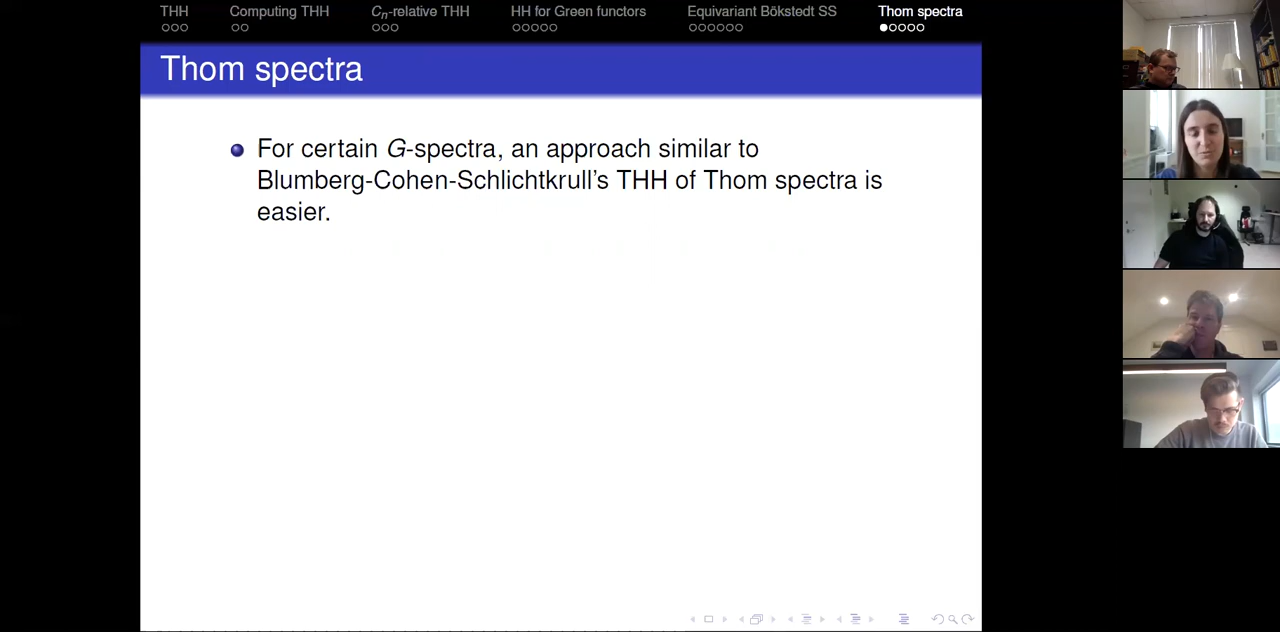 THH
Computing THH
Cn-relative THH
HH for Green functors
Equivariant Bökstedt SS
Thom spectra
Thom spectra
For certain G-spectra, an approach similar to
Blumberg-Cohen-Schlichtkrull's THH of Thom spectra is
easier.